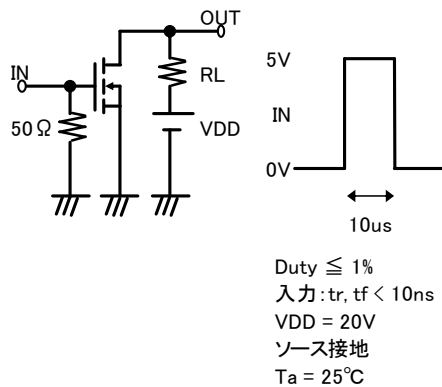 OUT
IN
RL
50Ω
VDD
5V
IN
0V
10us
Duty ≦ 1%
入力:tr, tf < 10ns
VDD = 20V
ソース接地
Ta = 25℃